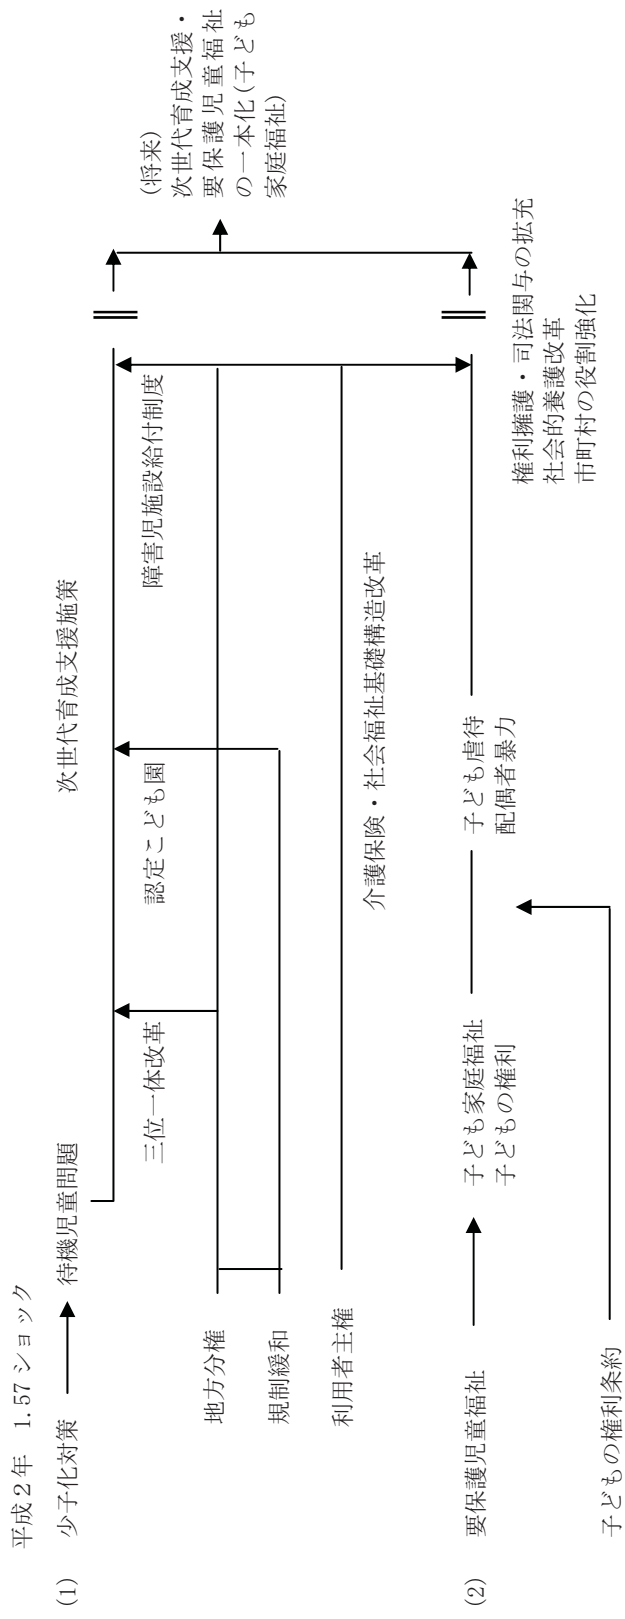 平成２年　1.57ショック
(1)　少子化対策
待機児童問題
次世代育成支援施策
三位一体改革
認定こども園
障害児施設給付制度
(将来)
次世代育成支援・
要保護児童福祉
の一本化(子ども
家庭福祉)
地方分権
規制緩和
利用者主権
介護保険・社会福祉基礎構造改革
(2)　要保護児童福祉
子ども家庭福祉
子どもの権利
子ども虐待
配偶者暴力
権利擁護・司法関与の拡充
社会的養護改革
市町村の役割強化
子どもの権利条約